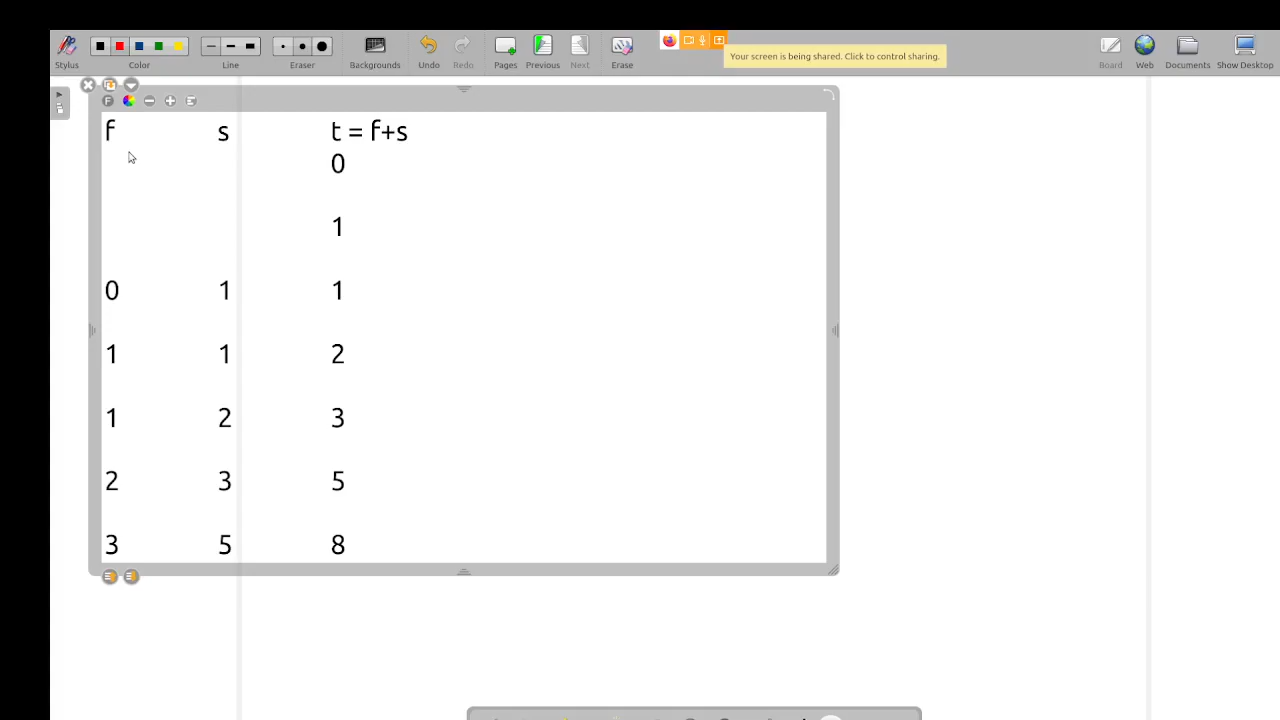 Stylus Color Line Eraser Backgrounds Undo Redo Pages Previous Next Erase Your screen is being shared. Click to control sharing. Board Web Documents Show Desktop
F
f s t = f+s
0
1
0 1 1
1 1 2
1 2 3
2 3 5
3 5 8